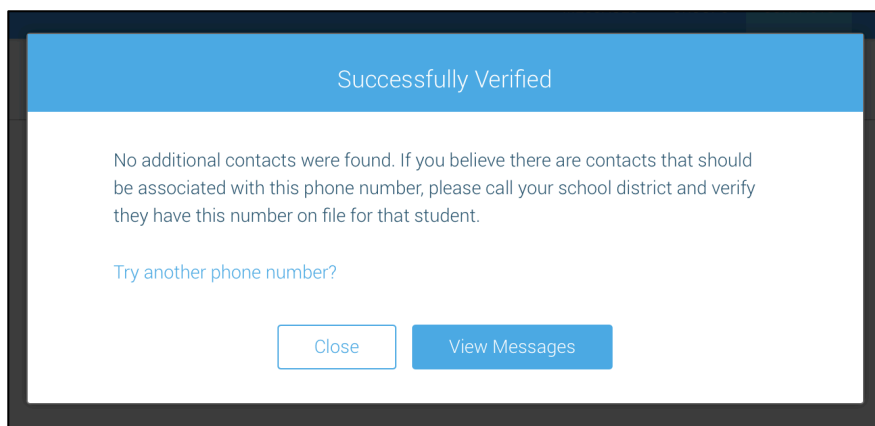 Successfully Verified
No additional contacts were found. If you believe there are contacts that should
be associated with this phone number, please call your school district and verify
they have this number on file for that student.
Try another phone number?
Close
View Messages